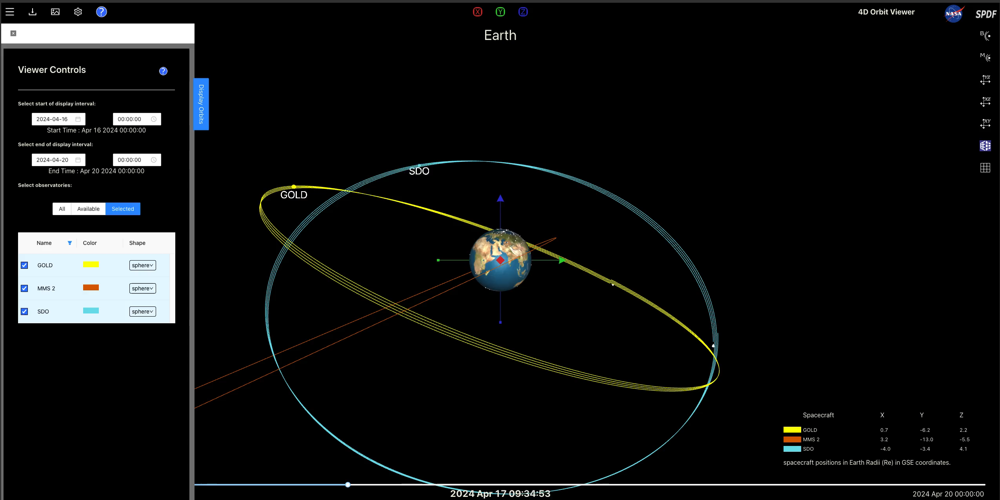 X Y Z
4D Orbit Viewer
NASA
SPDF
Earth
Viewer Controls
Select start of display interval:
2024-04-16
00:00:00
Start Time : Apr 16 2024 00:00:00
Select end of display interval:
2024-04-20
00:00:00
End Time : Apr 20 2024 00:00:00
Select observatories:
All Available Selected
Name Color Shape
GOLD sphere
MMS 2 sphere
SDO sphere
Display Orbits
SDO
GOLD
B
M
YZ
XZ
XY
Spacecraft X Y Z
GOLD 0.7 -6.2 2.2
MMS 2 3.2 -13.0 -5.5
SDO -4.0 -3.4 4.1
spacecraft positions in Earth Radii (Re) in GSE coordinates.
2024 Apr 17 09:34:53
2024 Apr 20 00:00:00